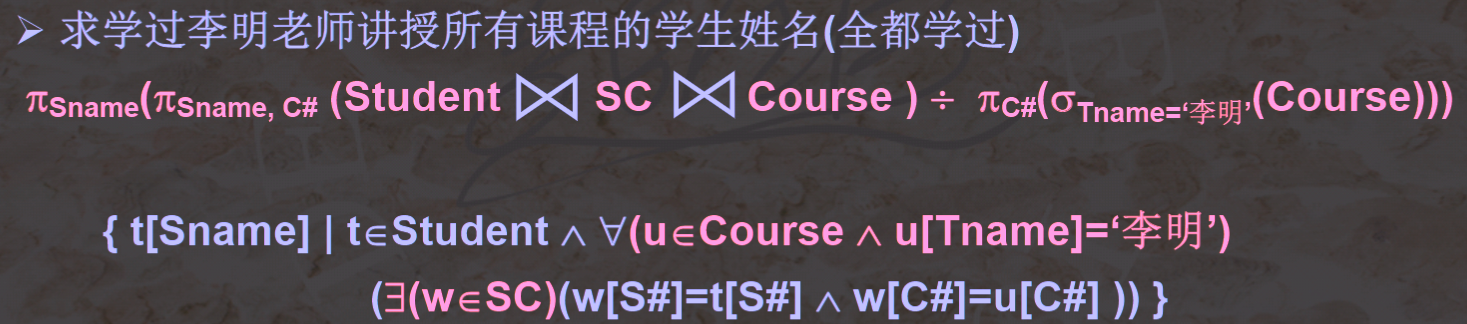 ➢ 求学过李明老师讲授所有课程的学生姓名(全都学过)
πSname(πSname, C# (Student ⋈ SC ⋈ Course ) ÷ πC#(σTname=‘李明’(Course)))
{ t[Sname] | t∈Student ∧ ∀(u∈Course ∧ u[Tname]=‘李明’)
(∃(w∈SC)(w[S#]=t[S#] ∧ w[C#]=u[C#] )) }